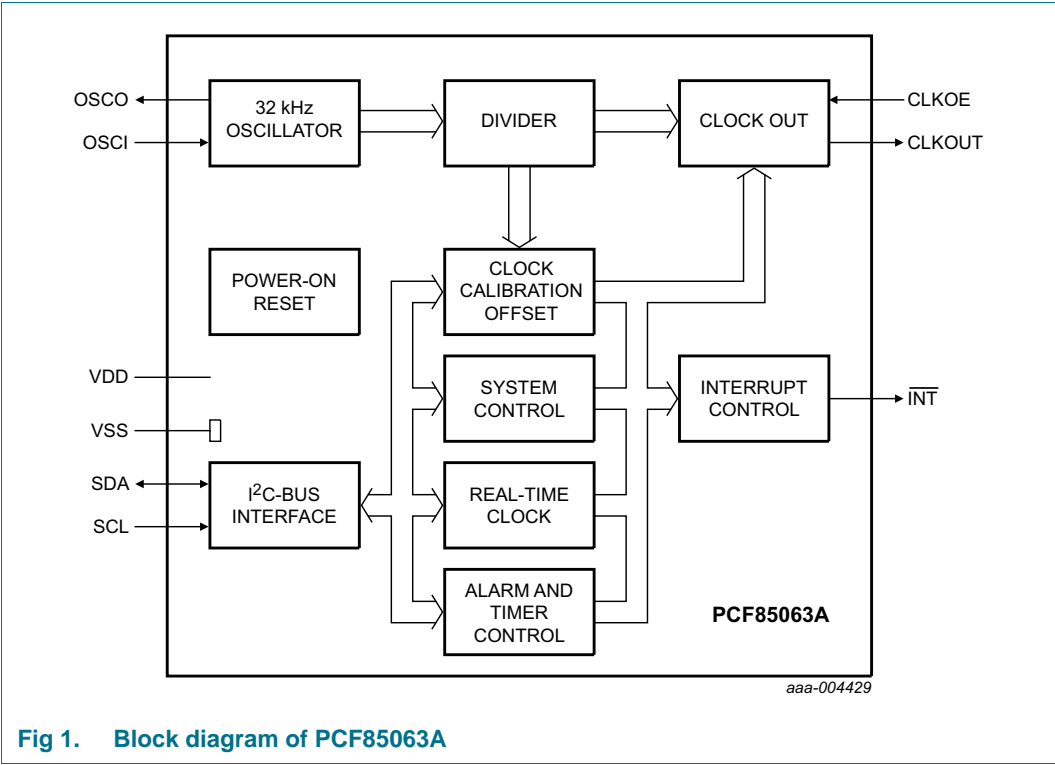 OSCO
OSCI
32 kHz
OSCILLATOR
DIVIDER
CLOCK OUT
CLKOE
CLKOUT
POWER-ON
RESET
CLOCK
CALIBRATION
OFFSET
VDD
VSS
SYSTEM
CONTROL
INTERRUPT
CONTROL
INT
SDA
SCL
I2C-BUS
INTERFACE
REAL-TIME
CLOCK
ALARM AND
TIMER
CONTROL
PCF85063A
aaa-004429
Fig 1. Block diagram of PCF85063A